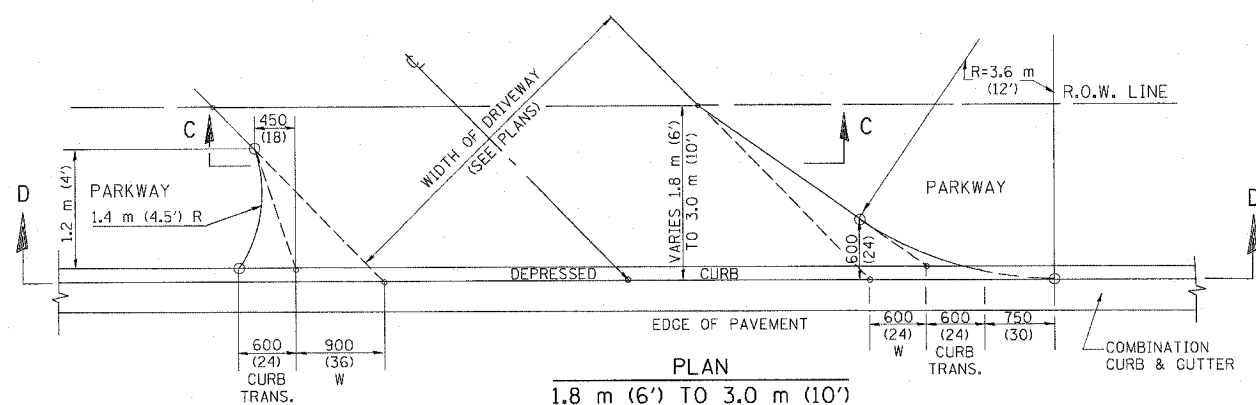 ℄
WIDTH OF DRIVEWAY
(SEE PLANS)
R=3.6 m
(12')
R.O.W. LINE
C
450
(18)
C
1.2 m (4')
PARKWAY
1.4 m (4.5') R
VARIES 1.8 m (6')
TO 3.0 m (10')
PARKWAY
D
D
600
(24)
DEPRESSED CURB
EDGE OF PAVEMENT
600
(24)
CURB
TRANS.
900
(36)
W
600
(24)
W
600
(24)
CURB
TRANS.
750
(30)
COMBINATION
CURB & GUTTER
PLAN
1.8 m (6') TO 3.0 m (10')